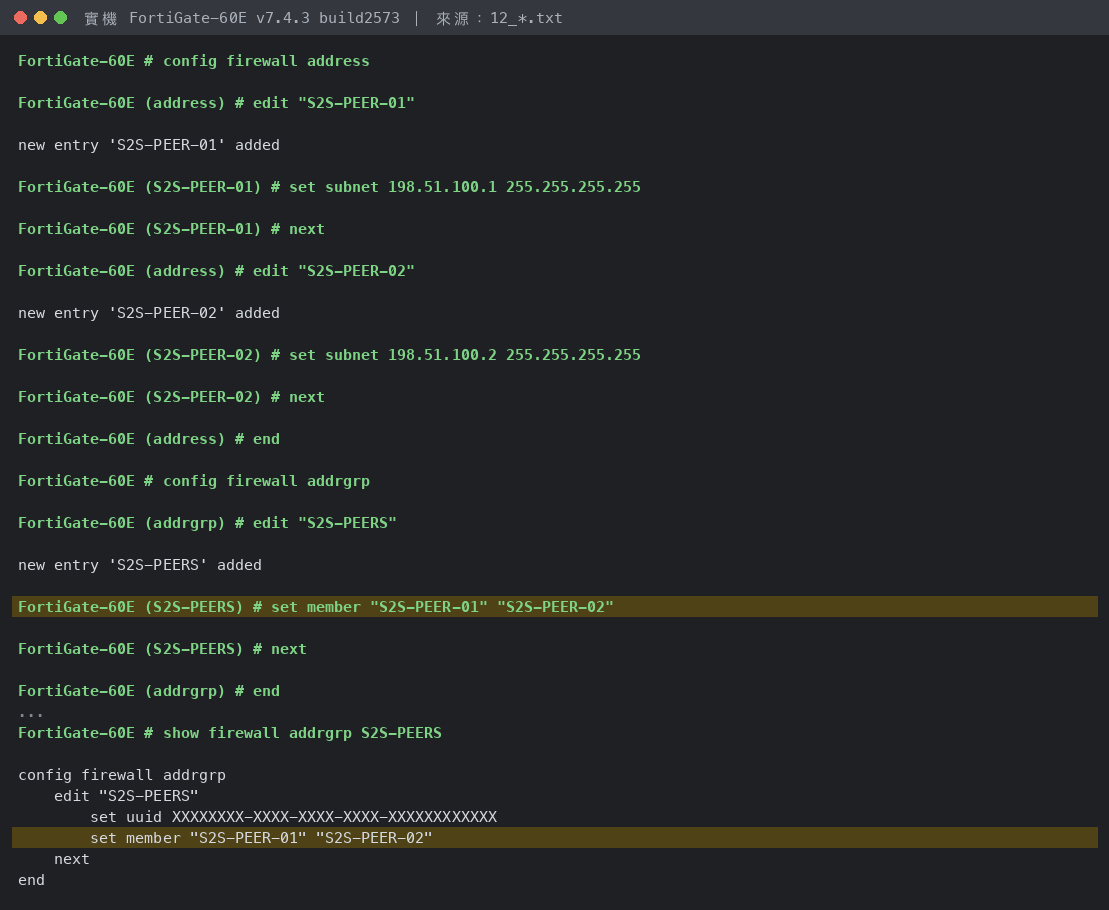 實機 FortiGate-60E v7.4.3 build2573 | 來源：12_*.txt
FortiGate-60E # config firewall address
FortiGate-60E (address) # edit "S2S-PEER-01"
new entry 'S2S-PEER-01' added
FortiGate-60E (S2S-PEER-01) # set subnet 198.51.100.1 255.255.255.255
FortiGate-60E (S2S-PEER-01) # next
FortiGate-60E (address) # edit "S2S-PEER-02"
new entry 'S2S-PEER-02' added
FortiGate-60E (S2S-PEER-02) # set subnet 198.51.100.2 255.255.255.255
FortiGate-60E (S2S-PEER-02) # next
FortiGate-60E (address) # end
FortiGate-60E # config firewall addrgrp
FortiGate-60E (addrgrp) # edit "S2S-PEERS"
new entry 'S2S-PEERS' added
FortiGate-60E (S2S-PEERS) # set member "S2S-PEER-01" "S2S-PEER-02"
FortiGate-60E (S2S-PEERS) # next
FortiGate-60E (addrgrp) # end
...
FortiGate-60E # show firewall addrgrp S2S-PEERS
config firewall addrgrp
    edit "S2S-PEERS"
        set uuid XXXXXXXX-XXXX-XXXX-XXXX-XXXXXXXXXXXX
        set member "S2S-PEER-01" "S2S-PEER-02"
    next
end